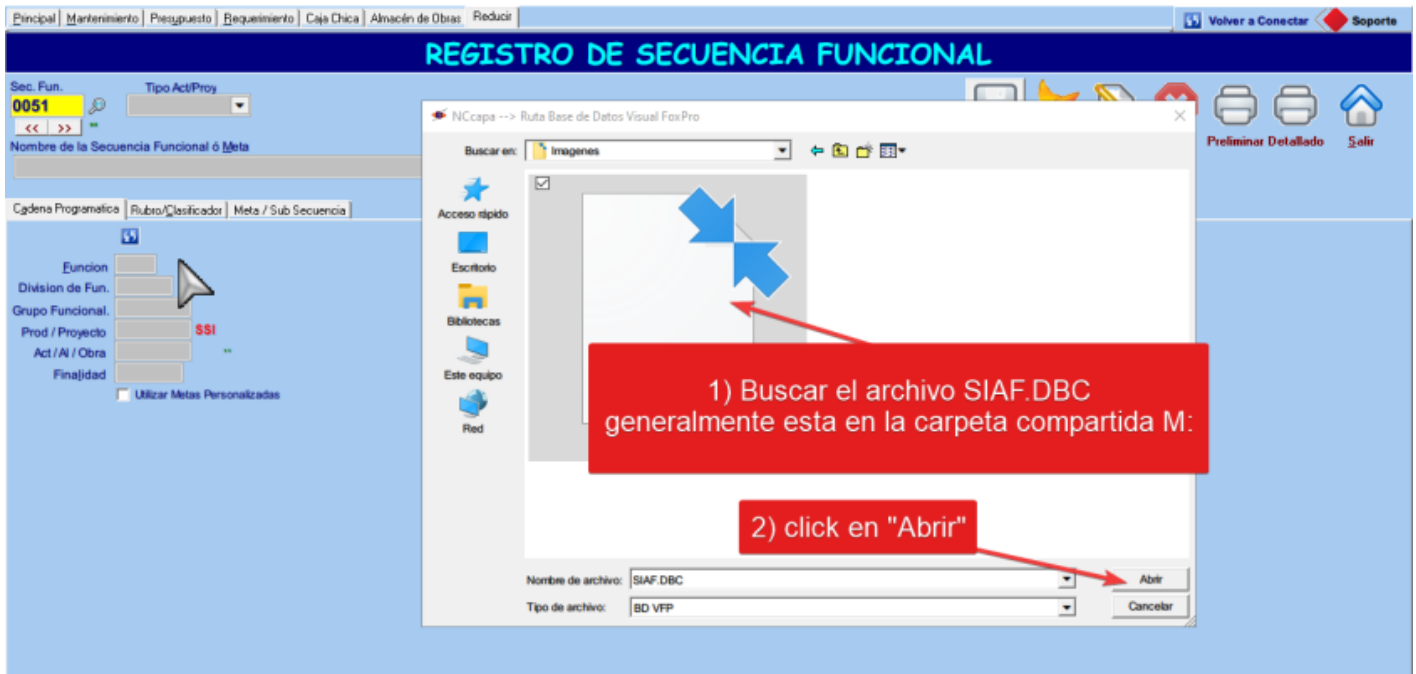 Principal Mantenimiento Presupuesto Requerimiento Caja Chica Almacén de Obras Reducir Volver a Conectar Soporte
REGISTRO DE SECUENCIA FUNCIONAL
Sec. Fun. Tipo Act/Proy
0051
<< >> **
Preliminar Detallado Salir
Nombre de la Secuencia Funcional ó Meta
Cadena Programatica Rubro/Clasificador Meta / Sub Secuencia
Funcion
Division de Fun.
Grupo Funcional.
Prod / Proyecto SSI
Act / AI / Obra **
Finalidad
Utilizar Metas Personalizadas
NCcapa --> Ruta Base de Datos Visual FoxPro
Buscar en: Imagenes
Acceso rápido
Escritorio
Bibliotecas
Este equipo
Red
1) Buscar el archivo SIAF.DBC
generalmente esta en la carpeta compartida M:
2) click en "Abrir"
Nombre de archivo: SIAF.DBC Abrir
Tipo de archivo: BD VFP Cancelar